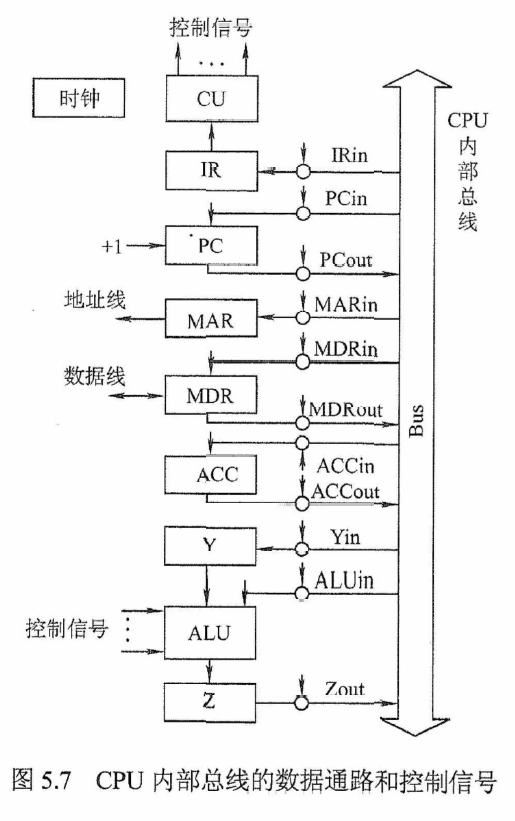 控制信号
…
时钟
CU
CPU
内
部
总
线
IR
IRin
PCin
+1
PC
PCout
地址线
MAR
MARin
MDRin
数据线
MDR
MDRout
Bus
ACC
ACCin
ACCout
Y
Yin
ALUin
控制信号
ALU
Z
Zout
图 5.7 CPU 内部总线的数据通路和控制信号